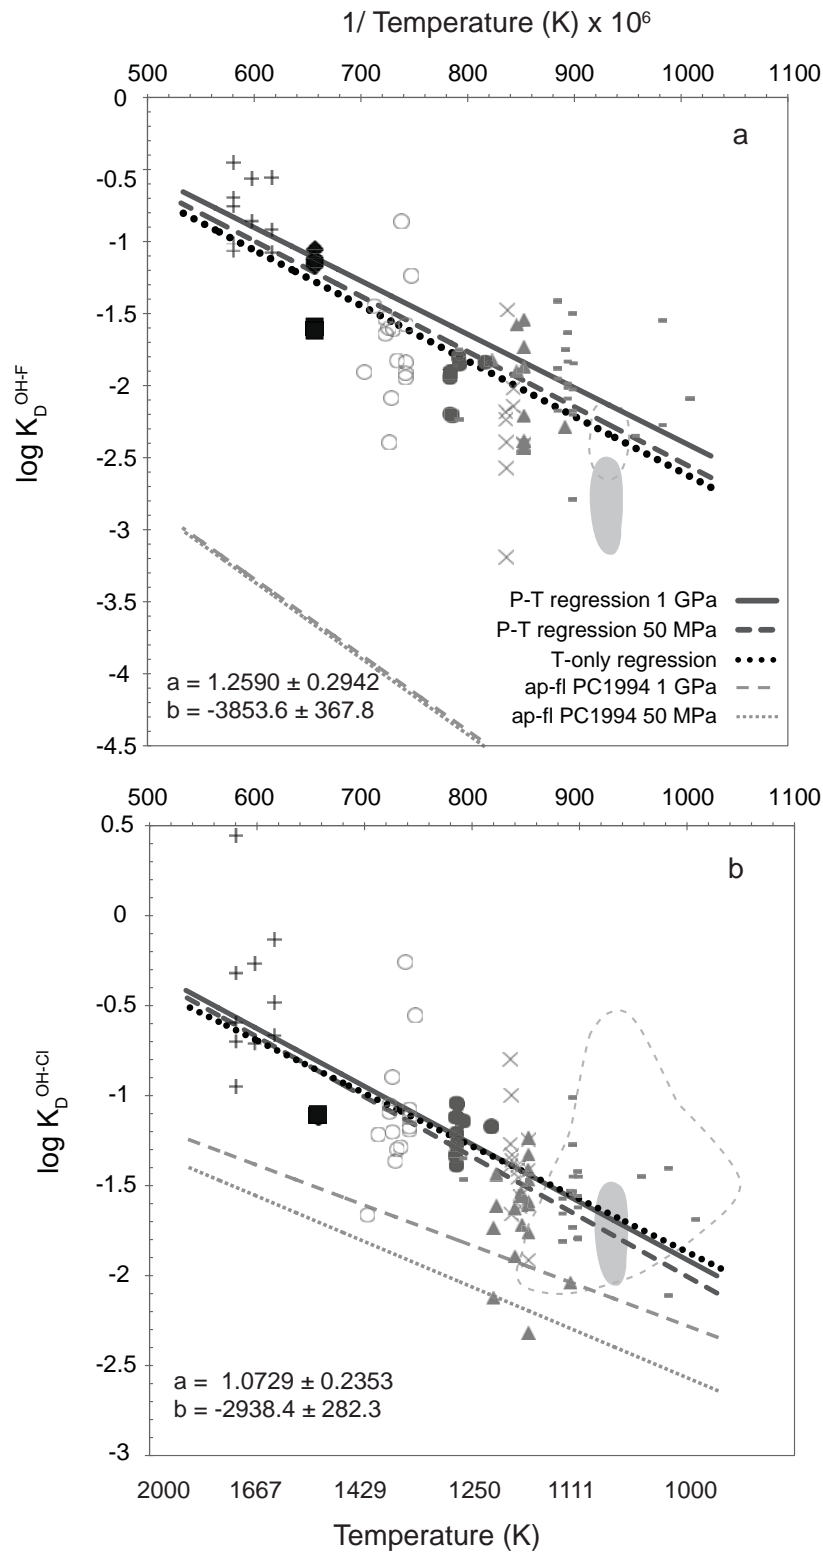 1/ Temperature (K) x 10⁶
500 600 700 800 900 1000 1100
0
a
-0.5
-1
-1.5
-2
log K_D^OH-F
-2.5
-3
-3.5
-4
-4.5
P-T regression 1 GPa
P-T regression 50 MPa
T-only regression
ap-fl PC1994 1 GPa
ap-fl PC1994 50 MPa
a = 1.2590 ± 0.2942
b = -3853.6 ± 367.8
500 600 700 800 900 1000 1100
0.5
b
0
-0.5
-1
log K_D^OH-Cl
-1.5
-2
-2.5
-3
a = 1.0729 ± 0.2353
b = -2938.4 ± 282.3
2000 1667 1429 1250 1111 1000
Temperature (K)